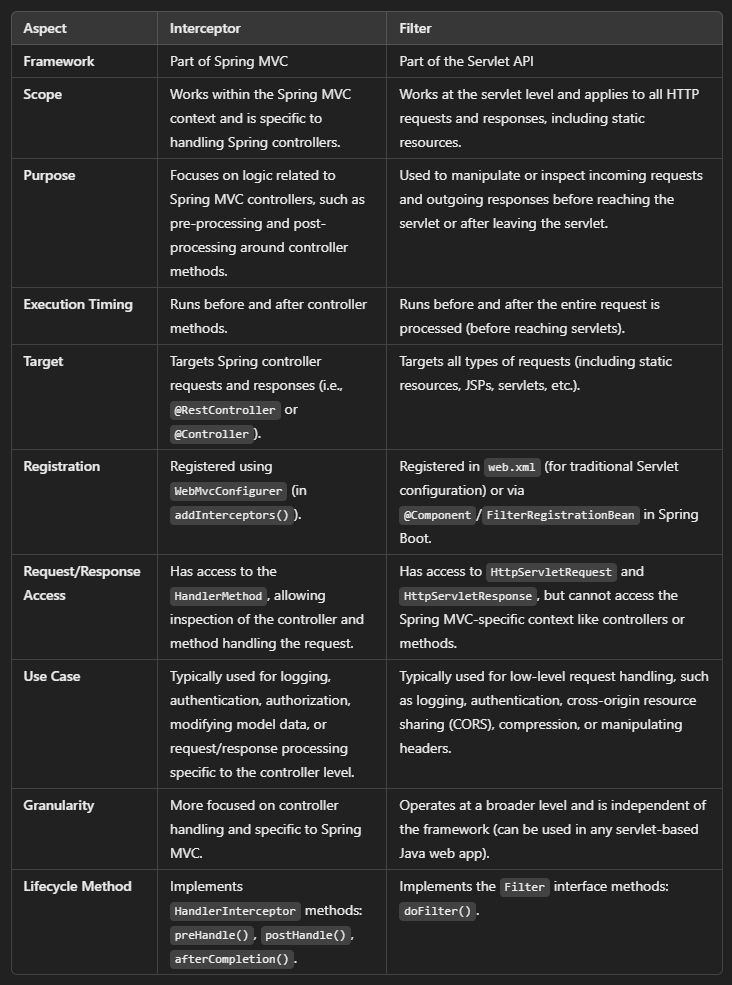 Aspect Interceptor Filter
Framework Part of Spring MVC Part of the Servlet API
Scope Works within the Spring MVC Works at the servlet level and applies to all HTTP
context and is specific to requests and responses, including static
handling Spring controllers. resources.
Purpose Focuses on logic related to Used to manipulate or inspect incoming requests
Spring MVC controllers, such as and outgoing responses before reaching the
pre-processing and post- servlet or after leaving the servlet.
processing around controller
methods.
Execution Timing Runs before and after controller Runs before and after the entire request is
methods. processed (before reaching servlets).
Target Targets Spring controller Targets all types of requests (including static
requests and responses (i.e., resources, JSPs, servlets, etc.).
@RestController or
@Controller).
Registration Registered using Registered in web.xml (for traditional Servlet
WebMvcConfigurer (in configuration) or via
addInterceptors()). @Component/FilterRegistrationBean in Spring
Boot.
Request/Response Has access to the Has access to HttpServletRequest and
Access HandlerMethod, allowing HttpServletResponse, but cannot access the
inspection of the controller and Spring MVC-specific context like controllers or
method handling the request. methods.
Use Case Typically used for logging, Typically used for low-level request handling, such
authentication, authorization, as logging, authentication, cross-origin resource
modifying model data, or sharing (CORS), compression, or manipulating
request/response processing headers.
specific to the controller level.
Granularity More focused on controller Operates at a broader level and is independent of
handling and specific to Spring the framework (can be used in any servlet-based
MVC. Java web app).
Lifecycle Method Implements Implements the Filter interface methods:
HandlerInterceptor methods: doFilter().
preHandle(), postHandle(),
afterCompletion().